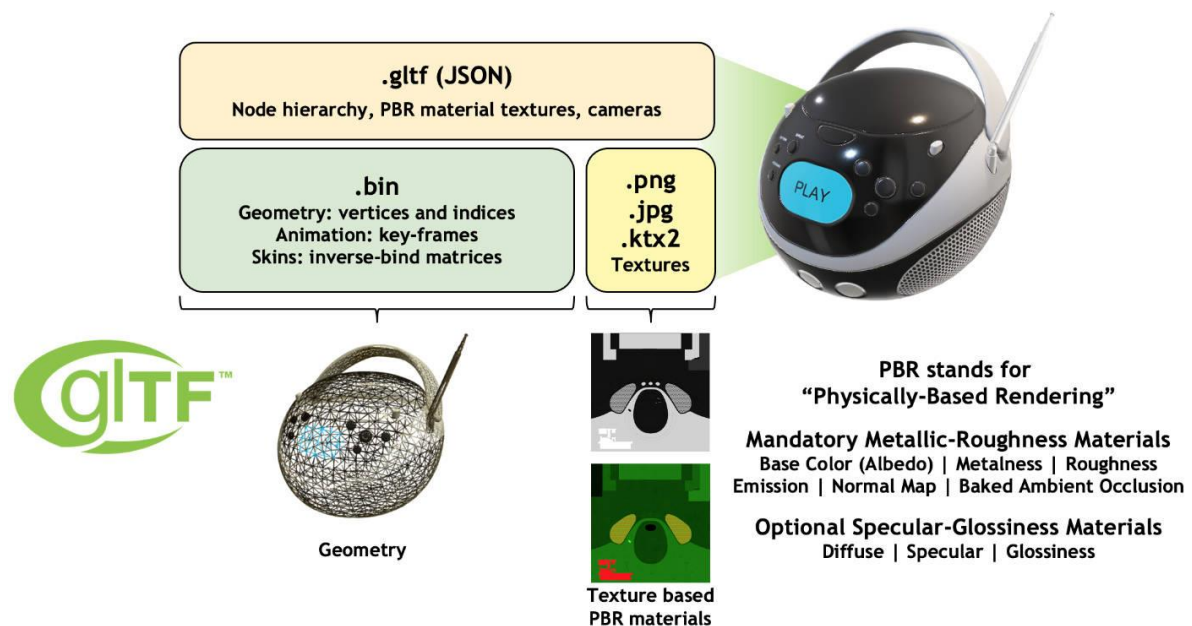 .gltf (JSON)
Node hierarchy, PBR material textures, cameras
.bin
Geometry: vertices and indices
Animation: key-frames
Skins: inverse-bind matrices
.png
.jpg
.ktx2
Textures
PLAY
glTF™
Geometry
Texture based
PBR materials
PBR stands for
“Physically-Based Rendering”
Mandatory Metallic-Roughness Materials
Base Color (Albedo) | Metalness | Roughness
Emission | Normal Map | Baked Ambient Occlusion
Optional Specular-Glossiness Materials
Diffuse | Specular | Glossiness